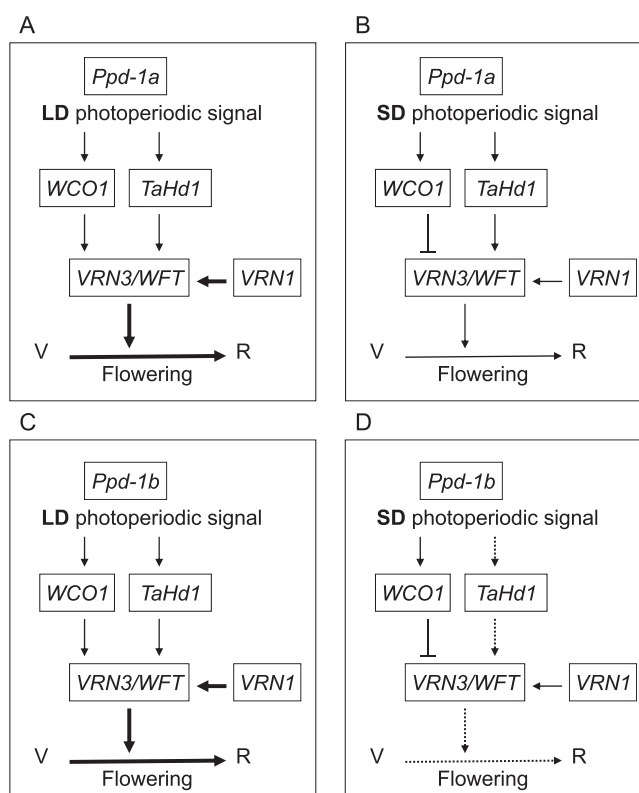 A
Ppd-1a
LD photoperiodic signal
WCO1 TaHd1
VRN3/WFT VRN1
V R
Flowering
B
Ppd-1a
SD photoperiodic signal
WCO1 TaHd1
VRN3/WFT VRN1
V R
Flowering
C
Ppd-1b
LD photoperiodic signal
WCO1 TaHd1
VRN3/WFT VRN1
V R
Flowering
D
Ppd-1b
SD photoperiodic signal
WCO1 TaHd1
VRN3/WFT VRN1
V R
Flowering